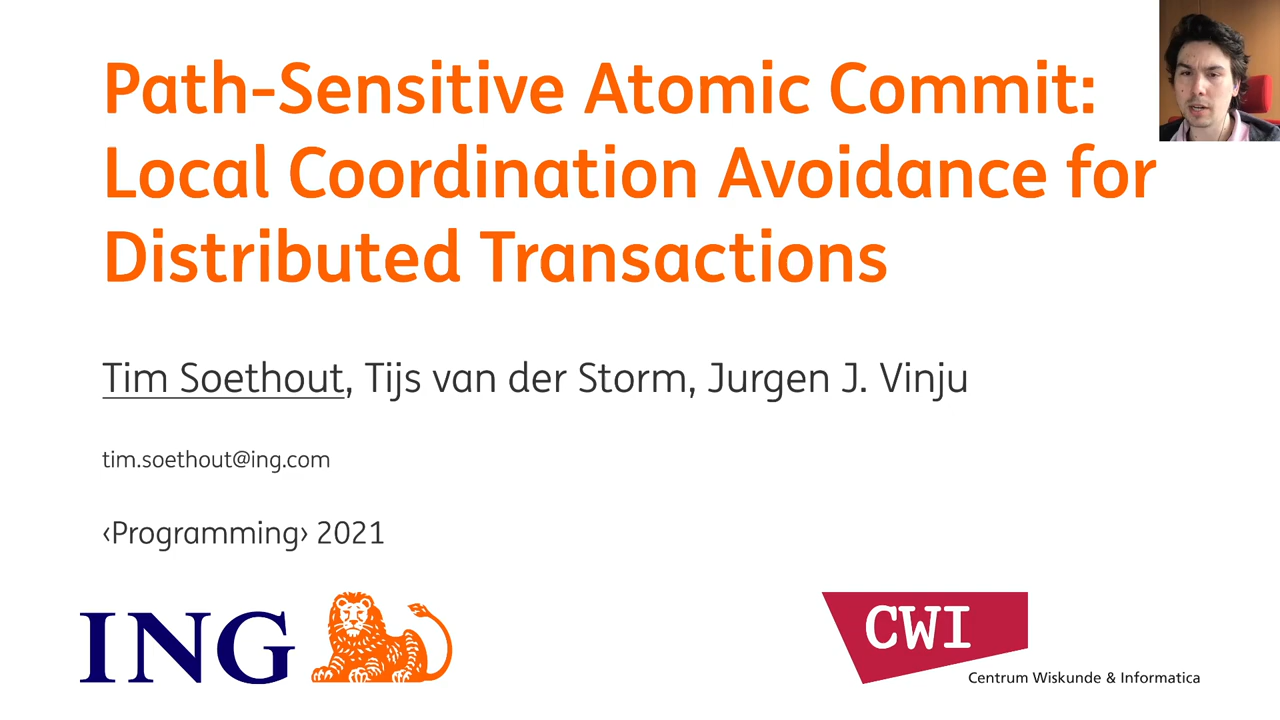 Path-Sensitive Atomic Commit:
Local Coordination Avoidance for
Distributed Transactions
Tim Soethout, Tijs van der Storm, Jurgen J. Vinju
tim.soethout@ing.com
‹Programming› 2021
ING
CWI
Centrum Wiskunde & Informatica